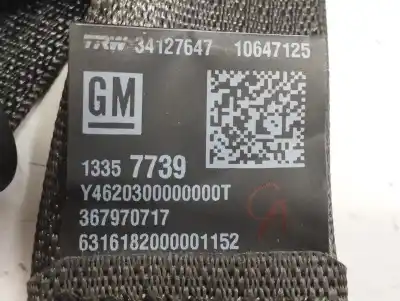 TRW 34127647 10647125
GM
1335 7739
Y4620300000000T
367970717
6316182000001152